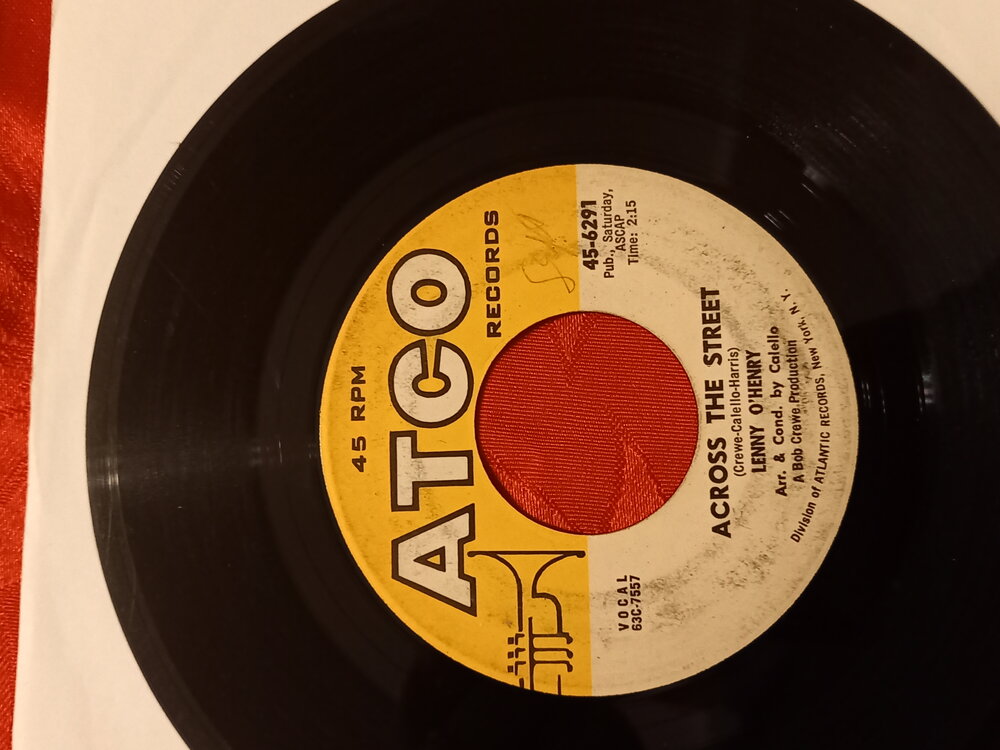 45 RPM
ATCO
RECORDS
45-6291
Pub., Saturday,
ASCAP
Time: 2:15
VOCAL
63C-7557
ACROSS THE STREET
(Crewe-Calello-Harris)
LENNY O'HENRY
Arr. & Cond. by Calello
A Bob Crewe Production
Division of ATLANTIC RECORDS, New York, N. Y.